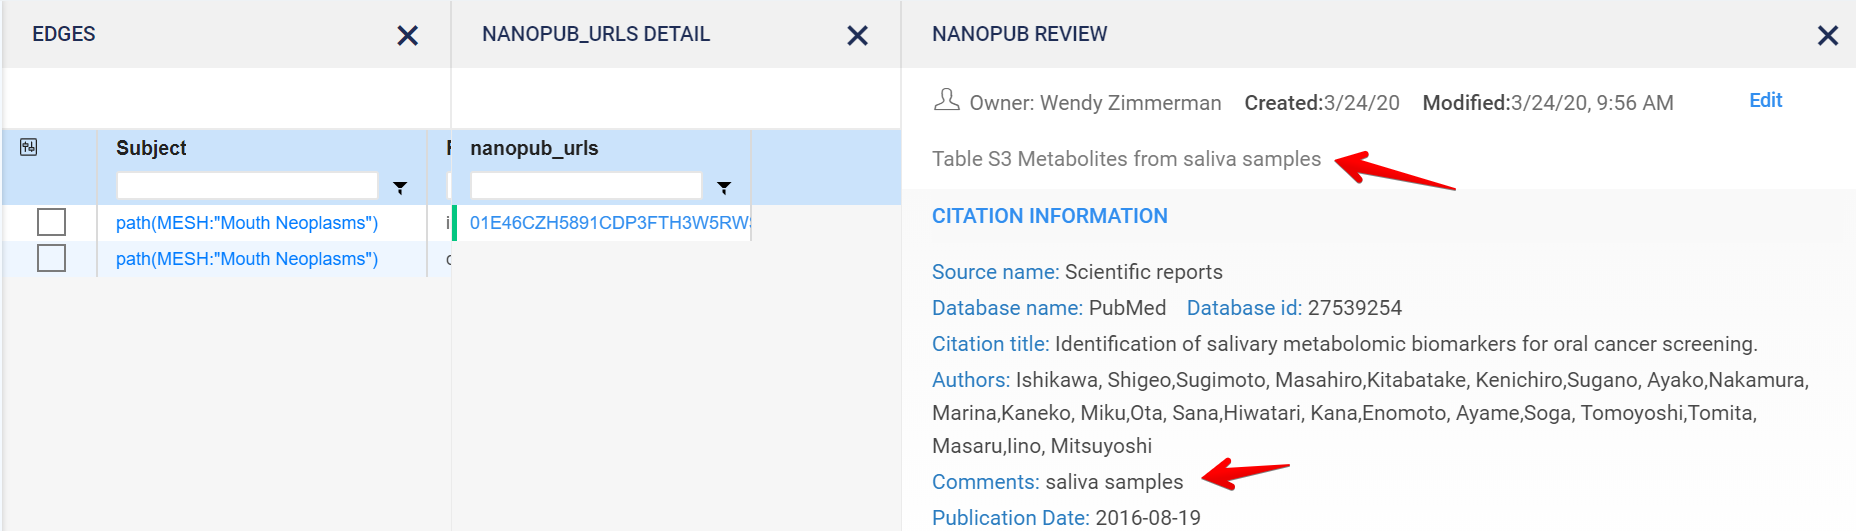 EDGES
NANOPUB_URLS DETAIL
NANOPUB REVIEW
Owner: Wendy Zimmerman Created:3/24/20 Modified:3/24/20, 9:56 AM Edit
Table S3 Metabolites from saliva samples
Subject
nanopub_urls
path(MESH:"Mouth Neoplasms")
01E46CZH5891CDP3FTH3W5RW
path(MESH:"Mouth Neoplasms")
CITATION INFORMATION
Source name: Scientific reports
Database name: PubMed Database id: 27539254
Citation title: Identification of salivary metabolomic biomarkers for oral cancer screening.
Authors: Ishikawa, Shigeo,Sugimoto, Masahiro,Kitabatake, Kenichiro,Sugano, Ayako,Nakamura,
Marina,Kaneko, Miku,Ota, Sana,Hiwatari, Kana,Enomoto, Ayame,Soga, Tomoyoshi,Tomita,
Masaru,Iino, Mitsuyoshi
Comments: saliva samples
Publication Date: 2016-08-19